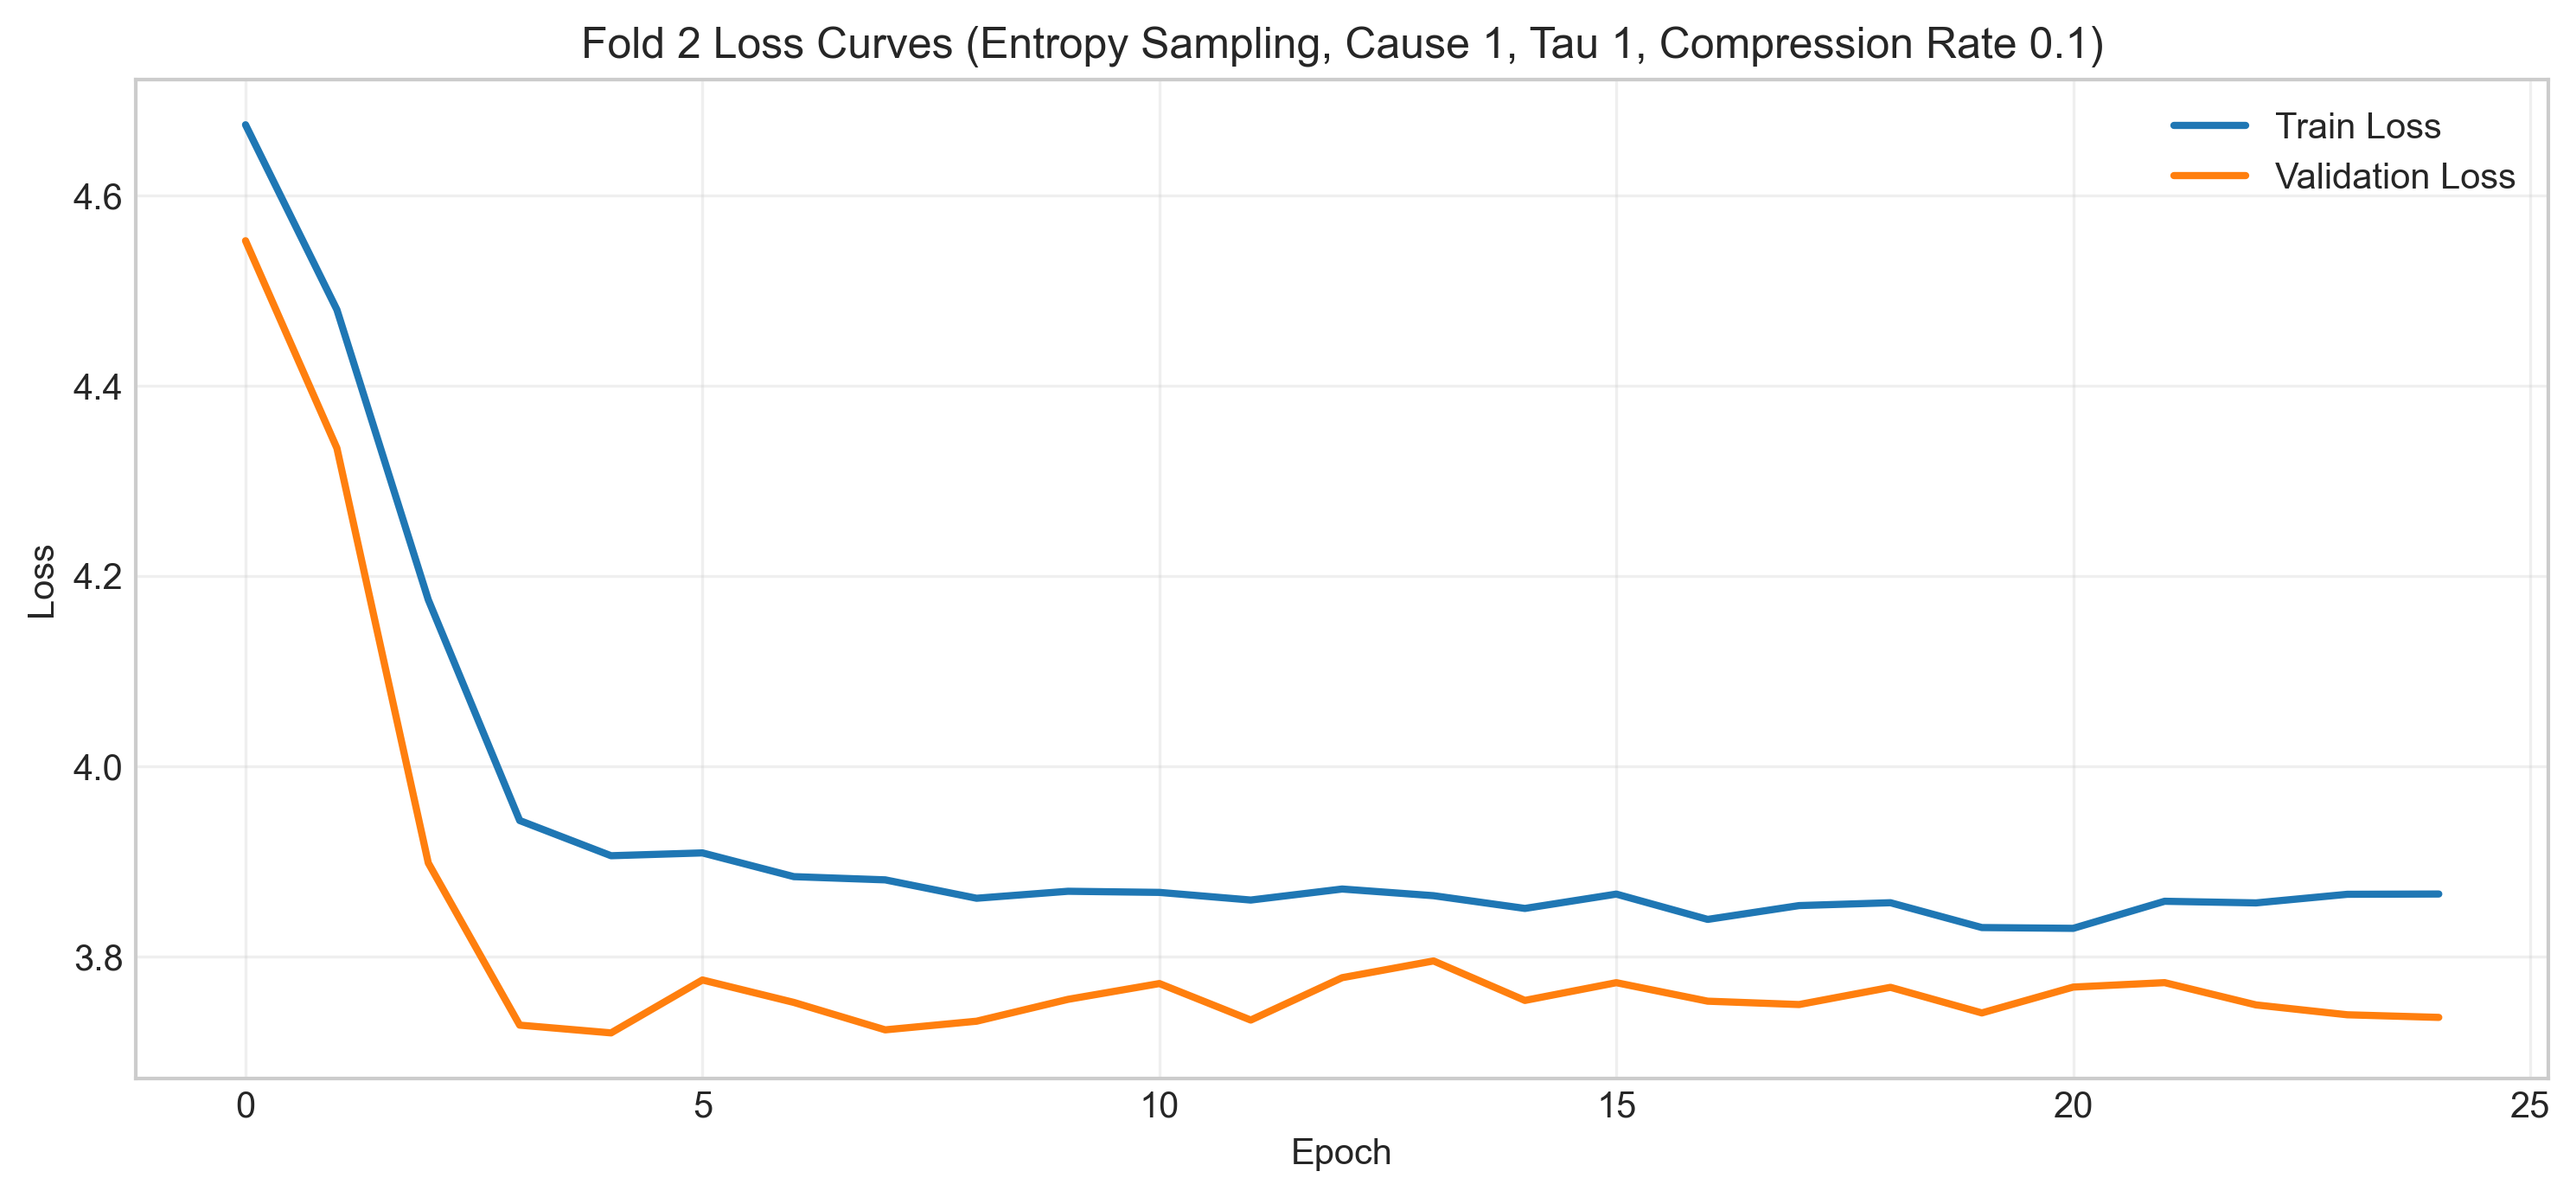 Fold 2 Loss Curves (Entropy Sampling, Cause 1, Tau 1, Compression Rate 0.1)
Train Loss
Validation Loss
4.6
4.4
4.2
4.0
3.8
Loss
0 5 10 15 20 25
Epoch